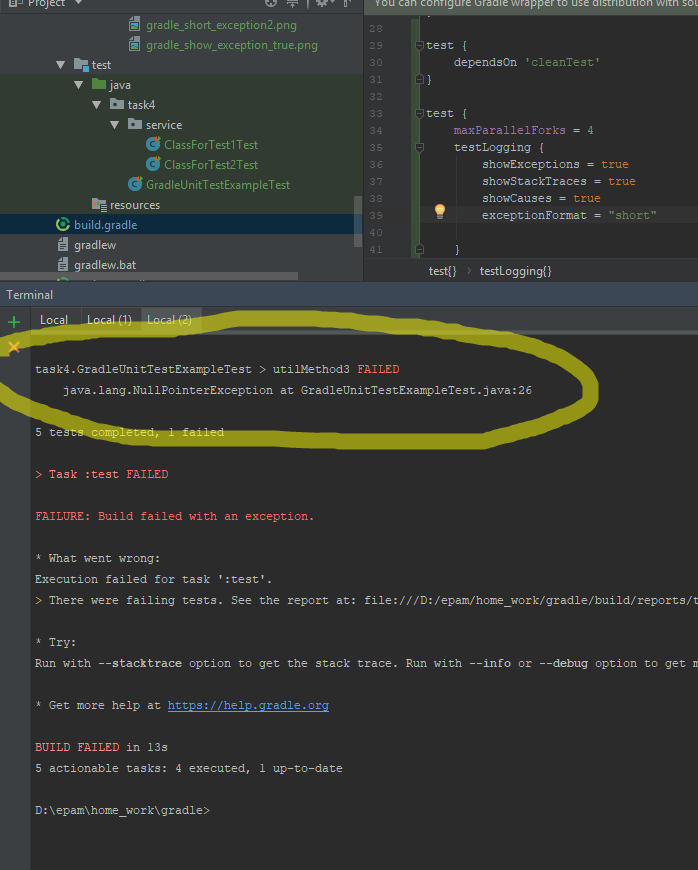 Project
You can configure Gradle wrapper to use distribution with
gradle_short_exception2.png
gradle_show_exception_true.png
test
java
task4
service
ClassForTest1Test
ClassForTest2Test
GradleUnitTestExampleTest
resources
build.gradle
gradlew
gradlew.bat
28
29 test {
30 dependsOn 'cleanTest'
31 }
32
33 test {
34 maxParallelForks = 4
35 testLogging {
36 showExceptions = true
37 showStackTraces = true
38 showCauses = true
39 exceptionFormat = "short"
40
41 }
test{} › testLogging{}
Terminal
+ Local Local (1) Local (2)
task4.GradleUnitTestExampleTest > utilMethod3 FAILED
java.lang.NullPointerException at GradleUnitTestExampleTest.java:26
5 tests completed, 1 failed
> Task :test FAILED
FAILURE: Build failed with an exception.
* What went wrong:
Execution failed for task ':test'.
> There were failing tests. See the report at: file:///D:/epam/home_work/gradle/build/reports/t
* Try:
Run with --stacktrace option to get the stack trace. Run with --info or --debug option to get m
* Get more help at https://help.gradle.org
BUILD FAILED in 13s
5 actionable tasks: 4 executed, 1 up-to-date
D:\epam\home_work\gradle>